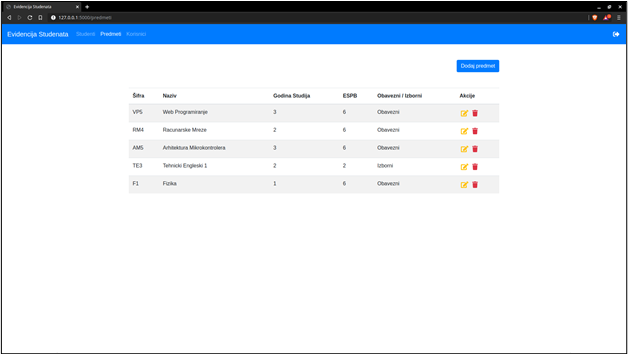 Evidencija Studenata
127.0.0.1:5000/predmeti
Evidencija Studenata Studenti Predmeti Korisnici
Dodaj predmet
Šifra Naziv Godina Studija ESPB Obavezni / Izborni Akcije
VP5 Web Programiranje 3 6 Obavezni
RM4 Racunarske Mreze 2 6 Obavezni
AM5 Arhitektura Mikrokontrolera 3 6 Obavezni
TE3 Tehnicki Engleski 1 2 2 Izborni
F1 Fizika 1 6 Obavezni